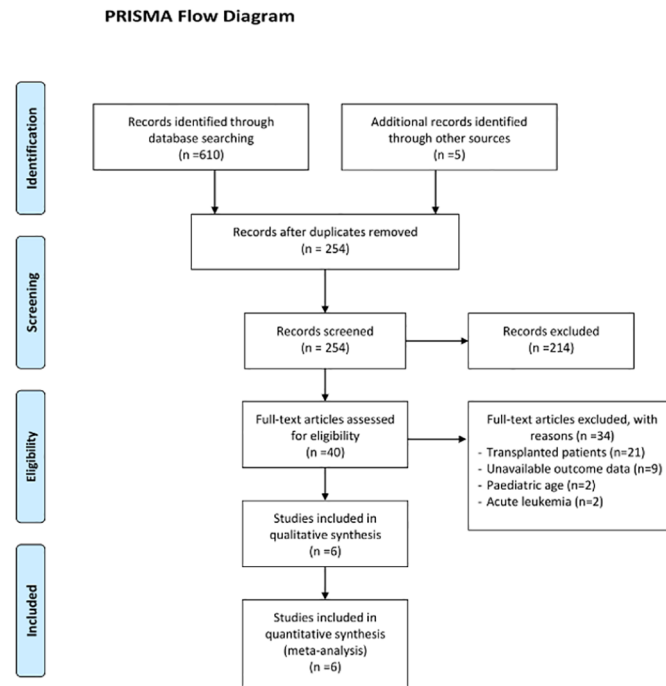 PRISMA Flow Diagram
Identification
Records identified through
database searching
(n =610)
Additional records identified
through other sources
(n =5)
Records after duplicates removed
(n = 254)
Screening
Records screened
(n = 254)
Records excluded
(n =214)
Eligibility
Full-text articles assessed
for eligibility
(n =40)
Full-text articles excluded, with
reasons (n =34)
- Transplanted patients (n=21)
- Unavailable outcome data (n=9)
- Paediatric age (n=2)
- Acute leukemia (n=2)
Studies included in
qualitative synthesis
(n =6)
Included
Studies included in
quantitative synthesis
(meta-analysis)
(n =6)